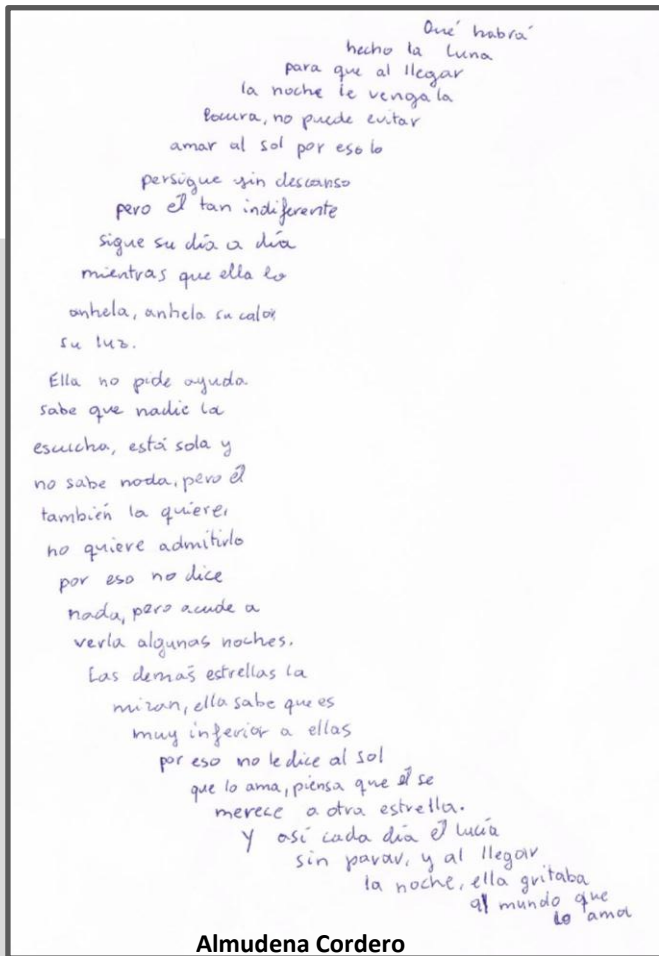 Qué habrá
hecho la luna
para que al llegar
la noche le venga la
locura, no puede evitar
amar al sol por eso lo
persigue sin descanso
pero él tan indiferente
sigue su día a día
mientras que ella lo
anhela, anhela su calor,
su luz.
Ella no pide ayuda
sabe que nadie la
escucha, está sola y
no sabe nada, pero él
también la quiere,
no quiere admitirlo
por eso no dice
nada, pero acude a
verla algunas noches.
Las demás estrellas la
miran, ella sabe que es
muy inferior a ellas
por eso no le dice al sol
que lo ama, piensa que él se
merece a otra estrella.
Y así cada día él lucía
sin parar, y al llegar
la noche, ella gritaba
al mundo que
lo ama
Almudena Cordero